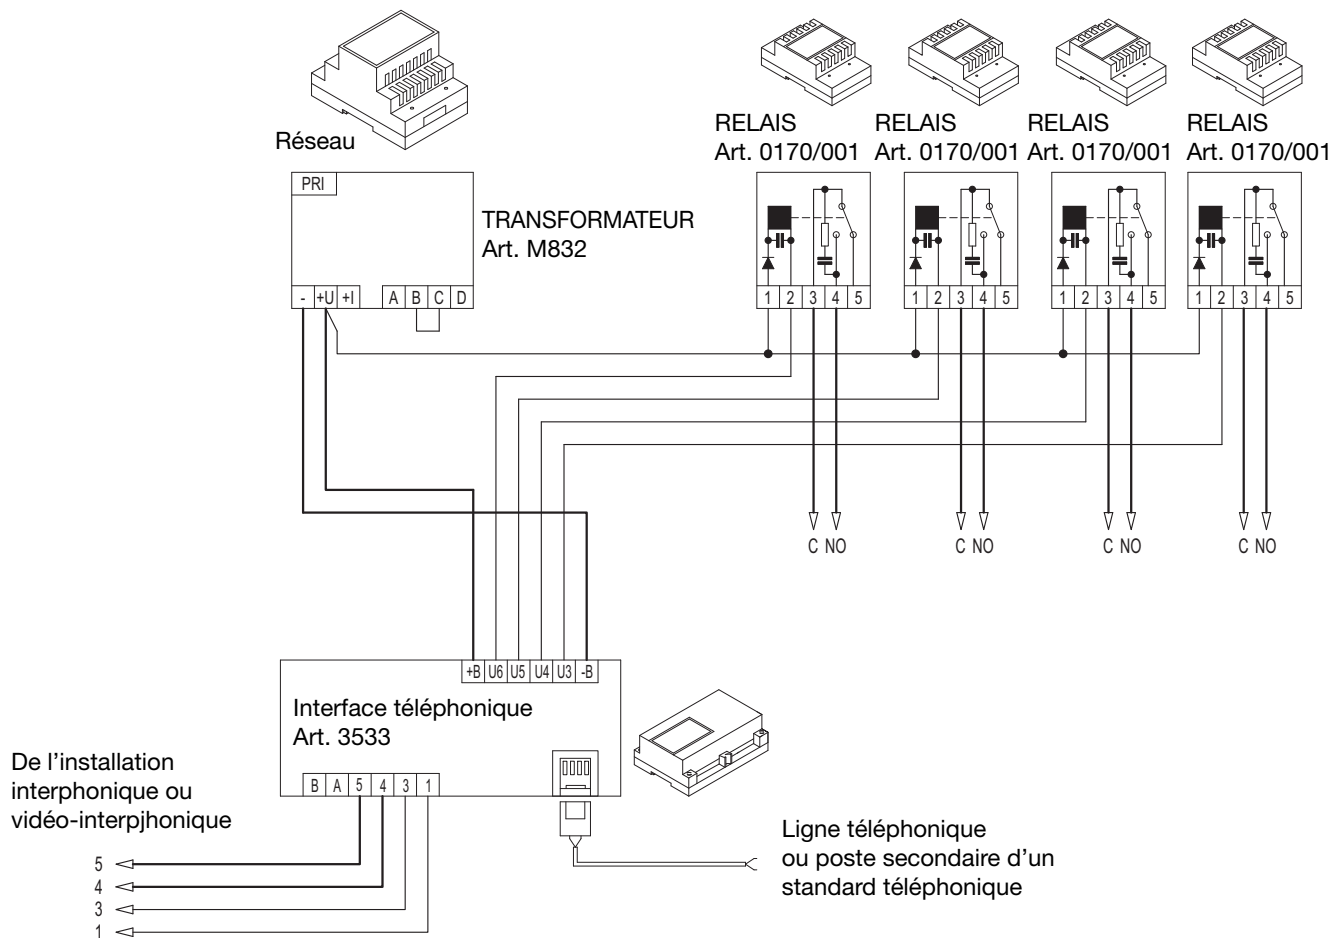 Réseau
RELAIS
Art. 0170/001
RELAIS
Art. 0170/001
RELAIS
Art. 0170/001
RELAIS
Art. 0170/001
PRI
TRANSFORMATEUR
Art. M832
- +U +I A B C D
1 2 3 4 5
1 2 3 4 5
1 2 3 4 5
1 2 3 4 5
C NO
C NO
C NO
C NO
+B U6 U5 U4 U3 -B
Interface téléphonique
Art. 3533
B A 5 4 3 1
De l’installation
interphonique ou
vidéo-interpjhonique
5
4
3
1
Ligne téléphonique
ou poste secondaire d’un
standard téléphonique